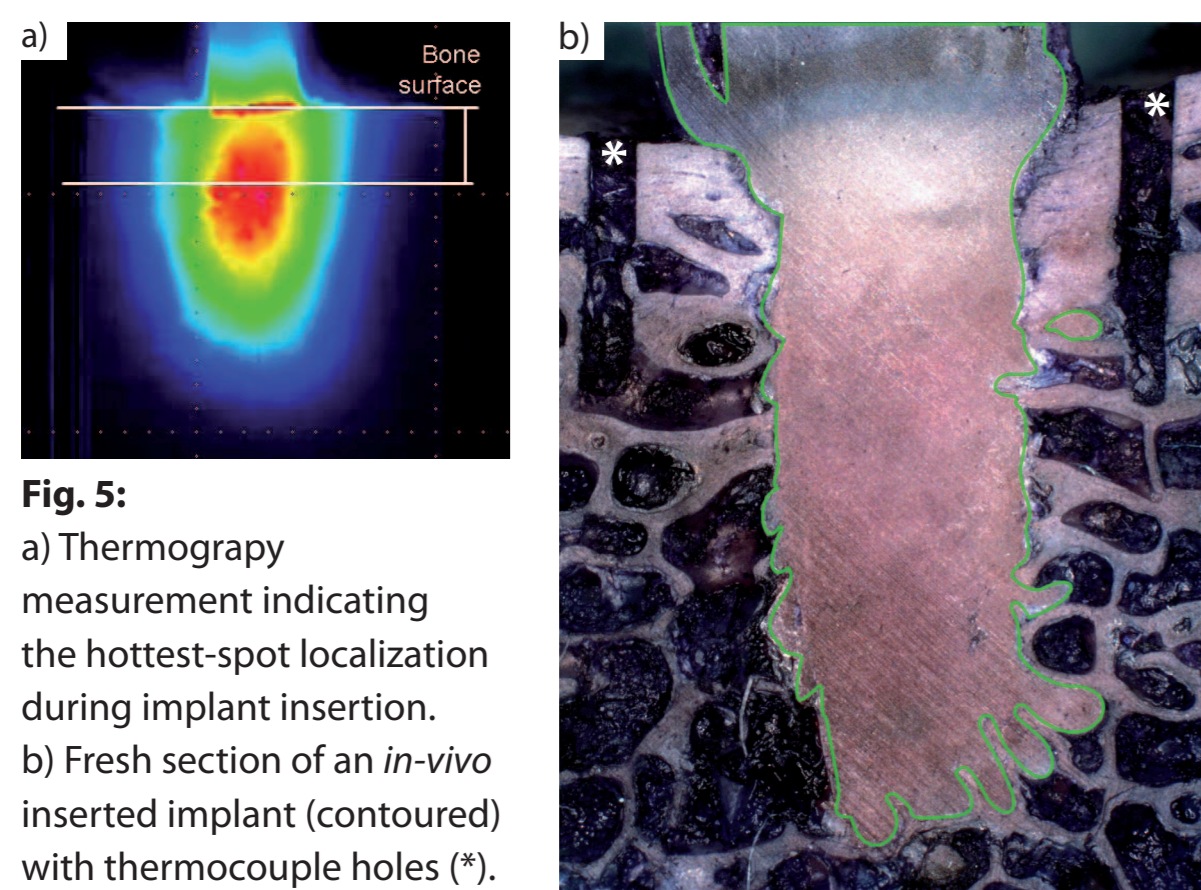 a)
Bone
surface
b)
*
*
Fig. 5:
a) Thermograpy
measurement indicating
the hottest-spot localization
during implant insertion.
b) Fresh section of an in-vivo
inserted implant (contoured)
with thermocouple holes (*).